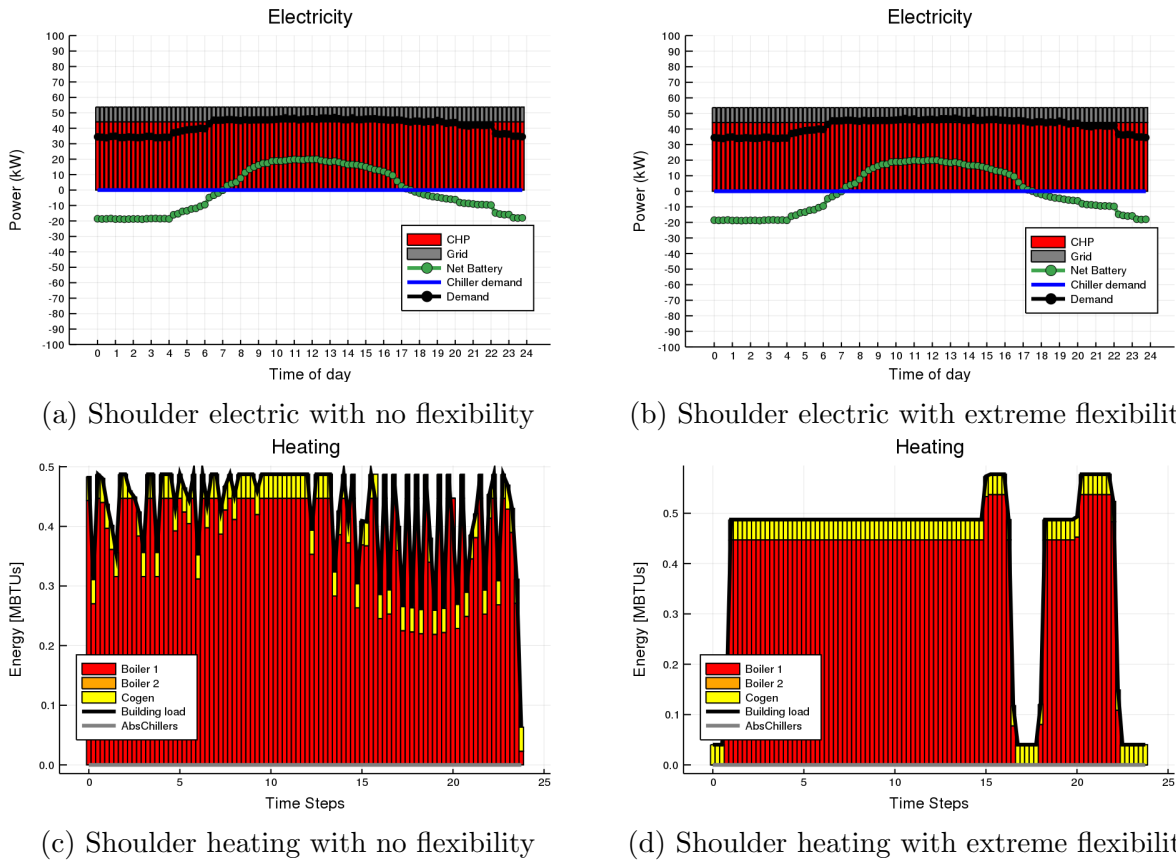 Electricity
100
90
80
70
60
50
40
30
20
10
0
-10
-20
-30
-40
-50
-60
-70
-80
-90
-100
Power (kW)
CHP
Grid
Net Battery
Chiller demand
Demand
0 1 2 3 4 5 6 7 8 9 10 11 12 13 14 15 16 17 18 19 20 21 22 23 24
Time of day
(a) Shoulder electric with no flexibility
Electricity
100
90
80
70
60
50
40
30
20
10
0
-10
-20
-30
-40
-50
-60
-70
-80
-90
-100
Power (kW)
CHP
Grid
Net Battery
Chiller demand
Demand
0 1 2 3 4 5 6 7 8 9 10 11 12 13 14 15 16 17 18 19 20 21 22 23 24
Time of day
(b) Shoulder electric with extreme flexibilit
Heating
0.5
0.4
0.3
0.2
0.1
0.0
Energy [MBTUs]
Boiler 1
Boiler 2
Cogen
Building load
AbsChillers
0 5 10 15 20 25
Time Steps
(c) Shoulder heating with no flexibility
Heating
0.5
0.4
0.3
0.2
0.1
0.0
Energy [MBTUs]
Boiler 1
Boiler 2
Cogen
Building load
AbsChillers
0 5 10 15 20 25
Time Steps
(d) Shoulder heating with extreme flexibilit